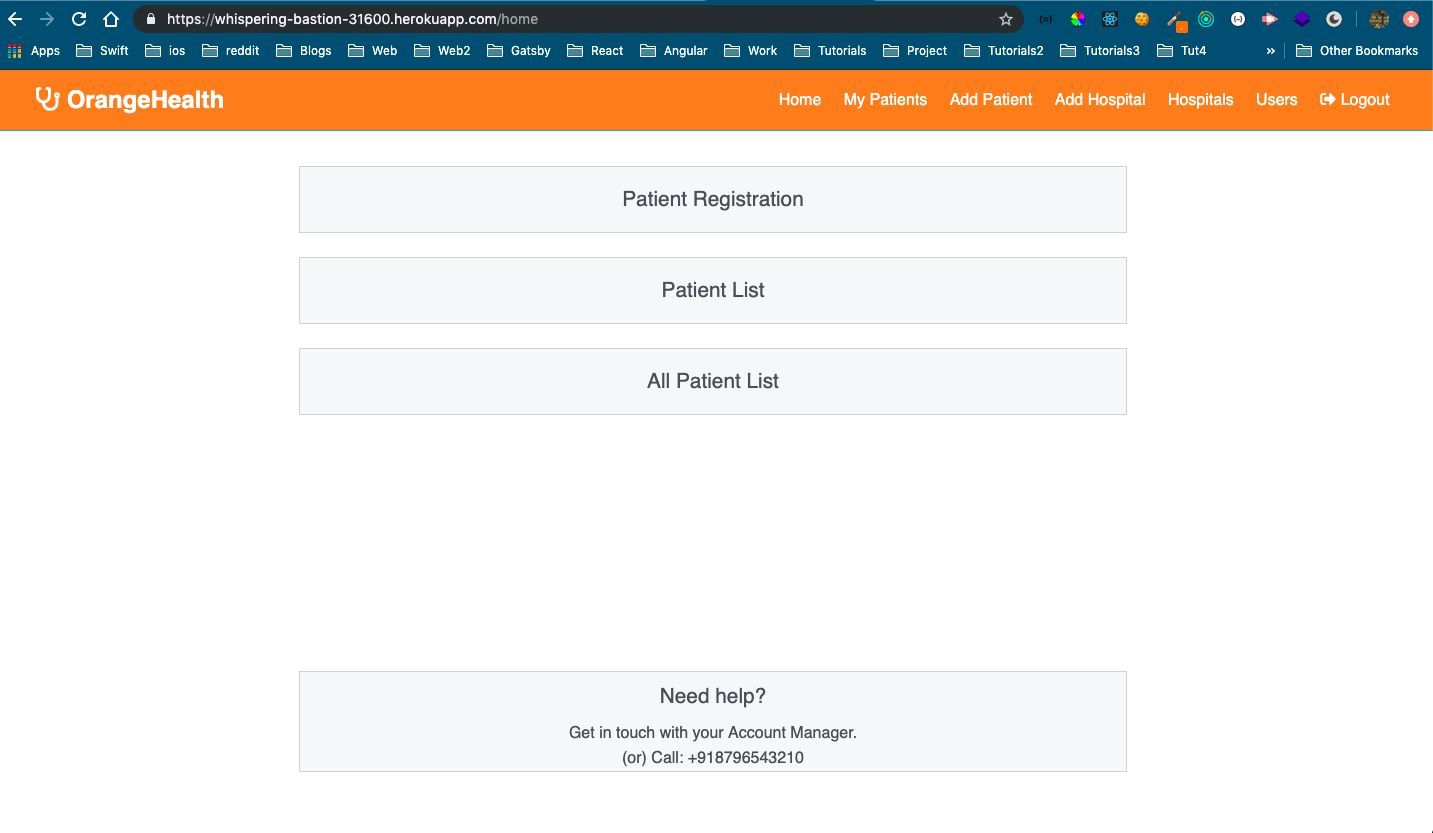 https://whispering-bastion-31600.herokuapp.com/home
Apps Swift ios reddit Blogs Web Web2 Gatsby React Angular Work Tutorials Project Tutorials2 Tutorials3 Tut4 » Other Bookmarks
OrangeHealth Home My Patients Add Patient Add Hospital Hospitals Users Logout
Patient Registration
Patient List
All Patient List
Need help?
Get in touch with your Account Manager.
(or) Call: +918796543210